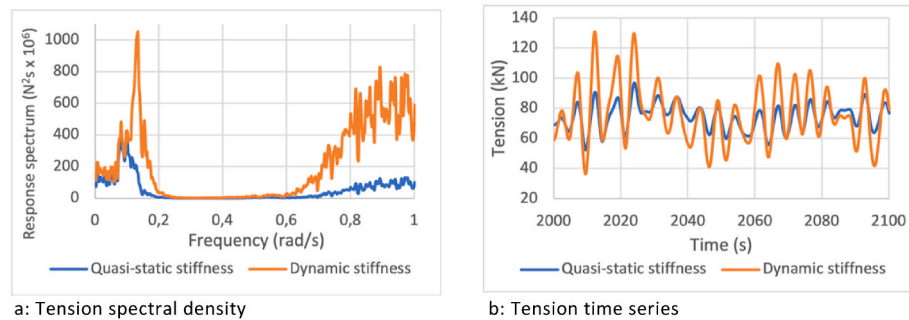 Response spectrum (N²s x 10⁶)
1000
800
600
400
200
0
0 0,2 0,4 0,6 0,8 1
Frequency (rad/s)
Quasi-static stiffness Dynamic stiffness
a: Tension spectral density
Tension (kN)
140
120
100
80
60
40
20
2000 2020 2040 2060 2080 2100
Time (s)
Quasi-static stiffness Dynamic stiffness
b: Tension time series